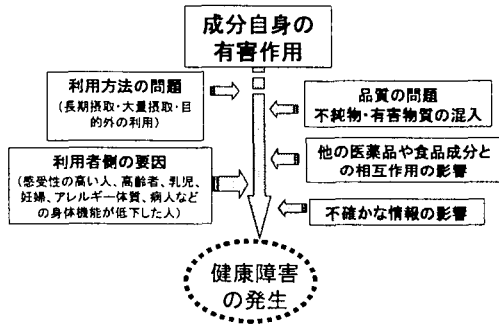 成分自身の
有害作用
利用方法の問題
(長期摂取・大量摂取・目
的外の利用)
品質の問題
不純物・有害物質の混入
利用者側の要因
(感受性の高い人、高齢者、乳児、
妊婦、アレルギー体質、病人など
の身体機能が低下した人)
他の医薬品や食品成分と
の相互作用の影響
不確かな情報の影響
健康障害
の発生